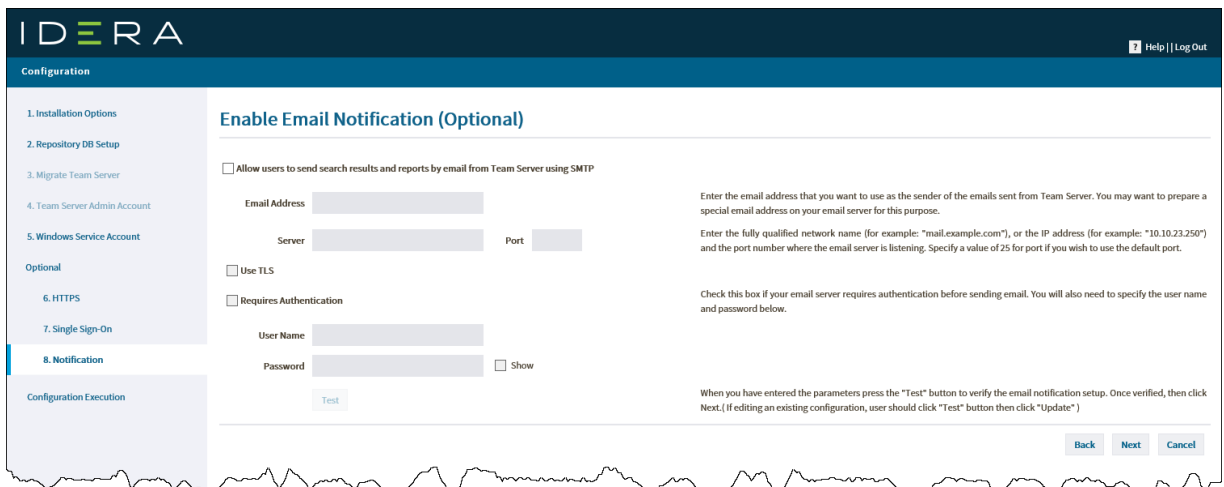 IDERA
? Help | | Log Out
Configuration
1. Installation Options
2. Repository DB Setup
3. Migrate Team Server
4. Team Server Admin Account
5. Windows Service Account
Optional
6. HTTPS
7. Single Sign-On
8. Notification
Configuration Execution
Enable Email Notification (Optional)
Allow users to send search results and reports by email from Team Server using SMTP
Email Address
Enter the email address that you want to use as the sender of the emails sent from Team Server. You may want to prepare a
special email address on your email server for this purpose.
Server
Port
Enter the fully qualified network name (for example: "mail.example.com"), or the IP address (for example: "10.10.23.250")
and the port number where the email server is listening. Specify a value of 25 for port if you wish to use the default port.
Use TLS
Requires Authentication
Check this box if your email server requires authentication before sending email. You will also need to specify the user name
and password below.
User Name
Password
Show
Test
When you have entered the parameters press the "Test" button to verify the email notification setup. Once verified, then click
Next.( If editing an existing configuration, user should click "Test" button then click "Update" )
Back
Next
Cancel